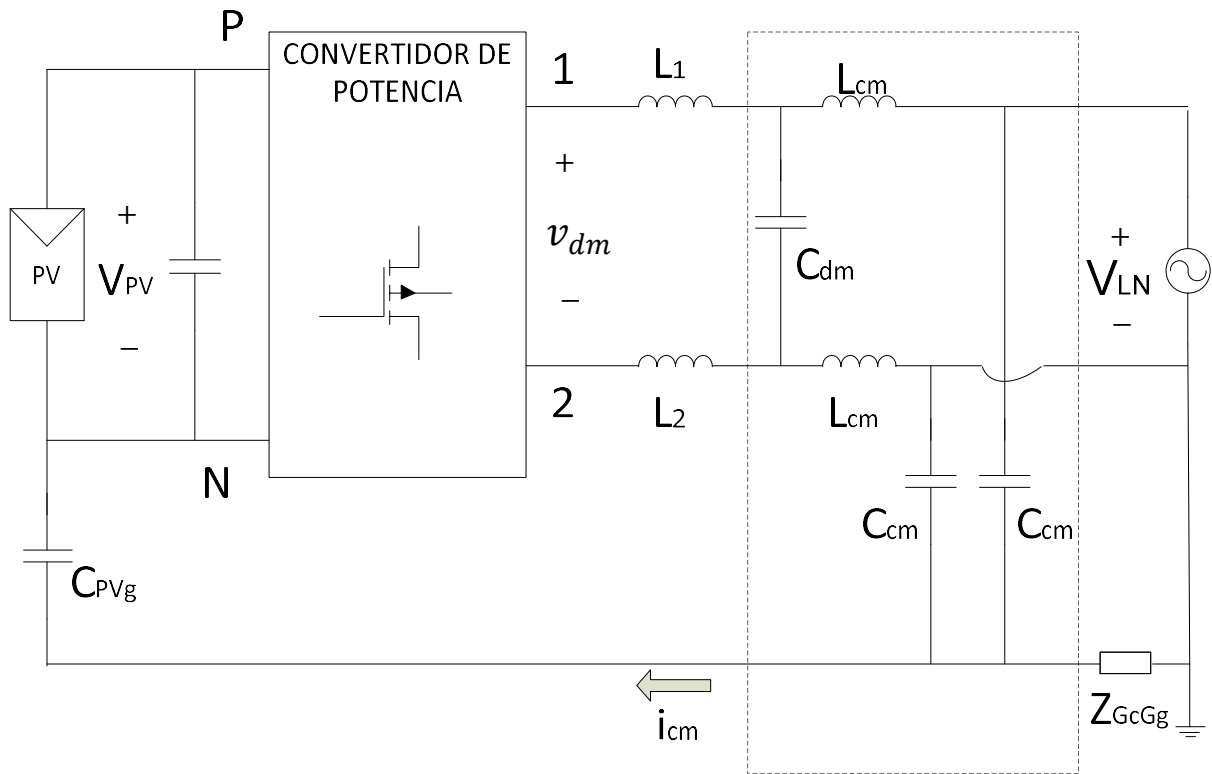 P
CONVERTIDOR DE
POTENCIA
1
L1
Lcm
+
+
PV
VPV
vdm
Cdm
+
VLN
−
−
−
2
L2
Lcm
N
CPVg
Ccm
Ccm
icm
ZGcGg